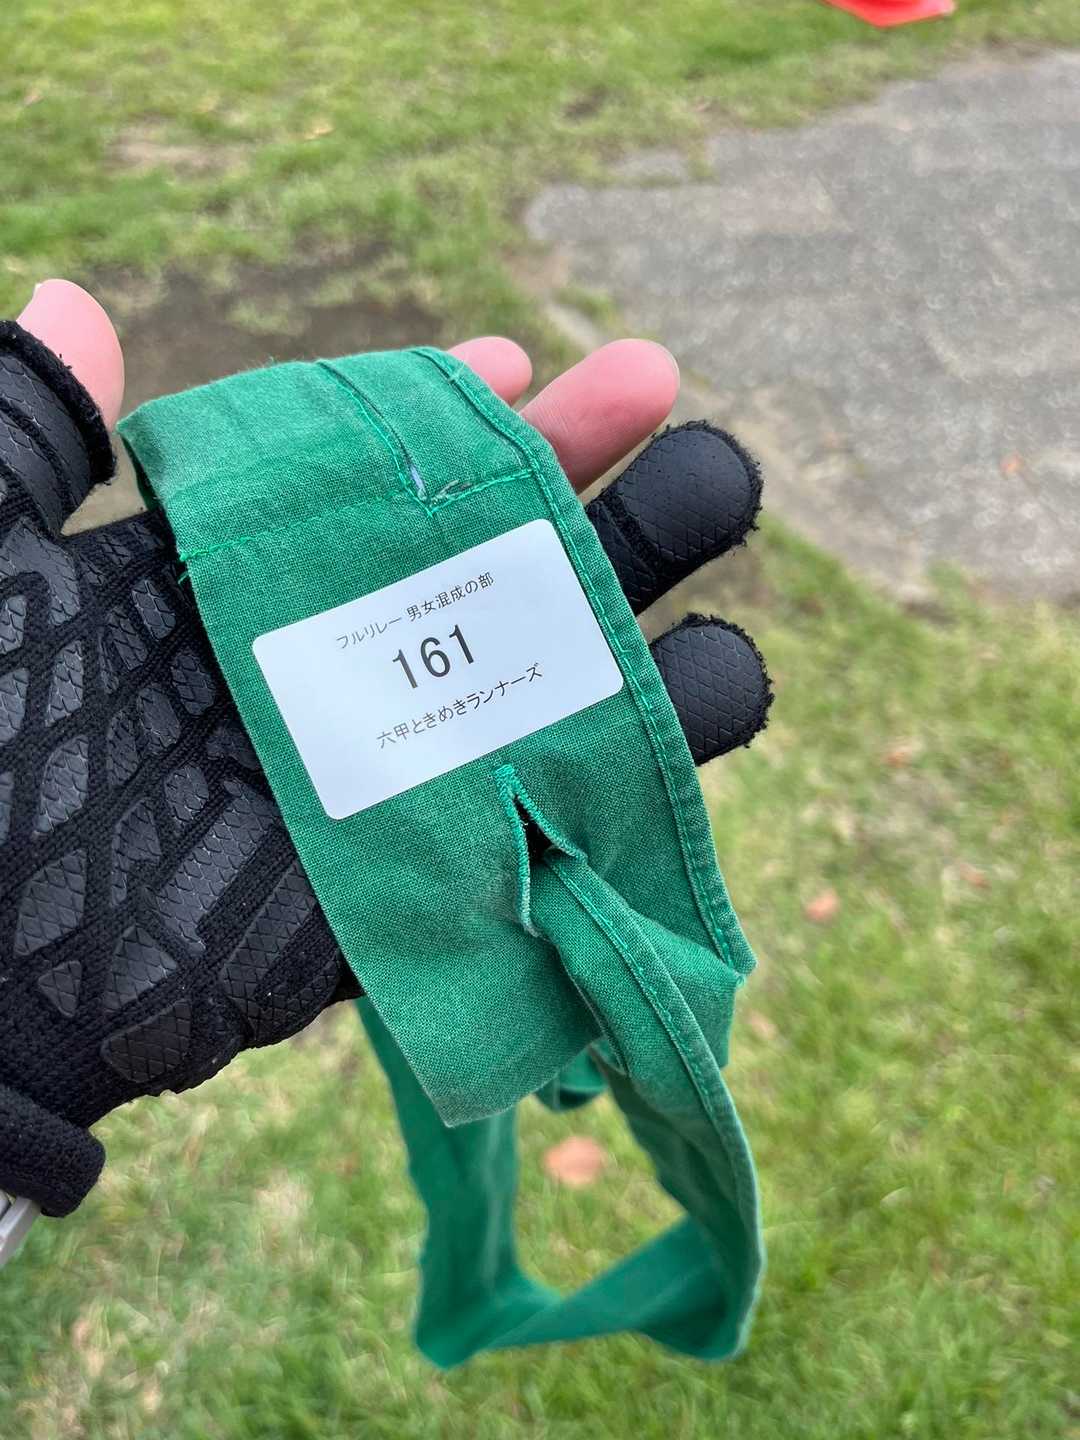 フルリレー 男女混成の部
161
六甲ときめきランナーズ